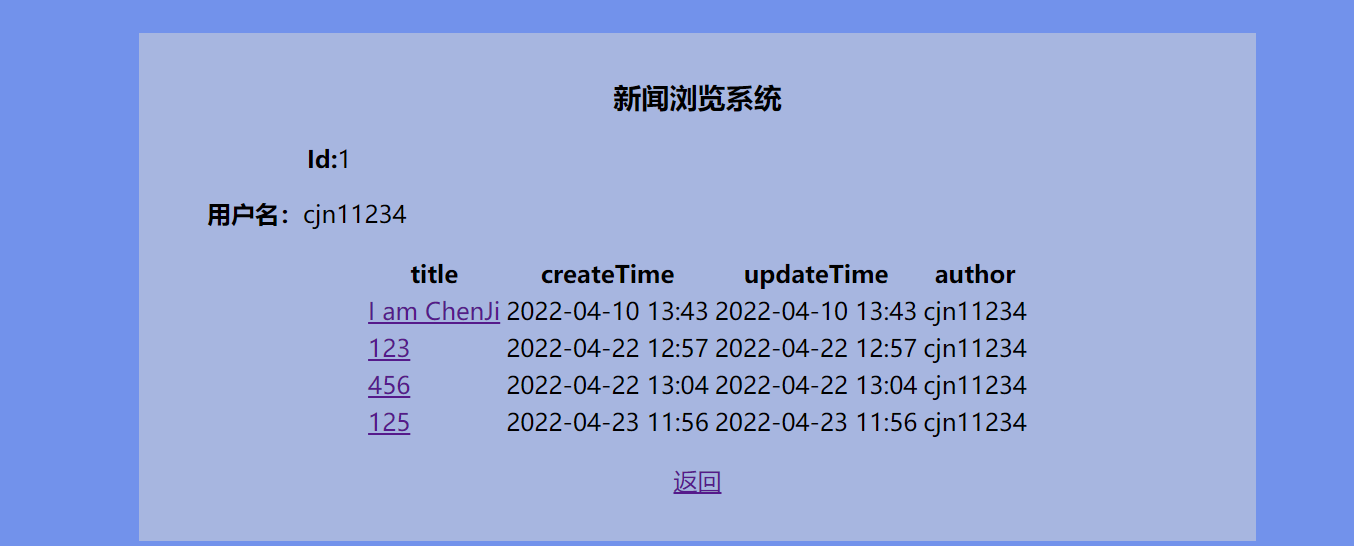 新闻浏览系统
Id:1
用户名：cjn11234
title createTime updateTime author
I am ChenJi 2022-04-10 13:43 2022-04-10 13:43 cjn11234
123 2022-04-22 12:57 2022-04-22 12:57 cjn11234
456 2022-04-22 13:04 2022-04-22 13:04 cjn11234
125 2022-04-23 11:56 2022-04-23 11:56 cjn11234
返回